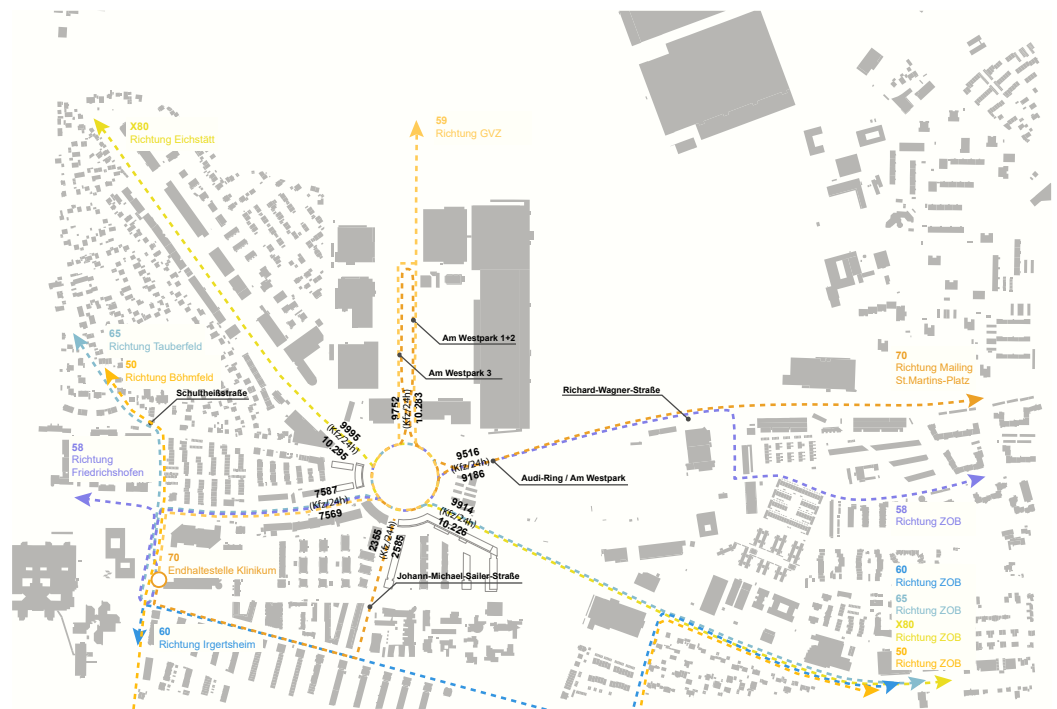 X80
Richtung Eichstätt
59
Richtung GVZ
65
Richtung Tauberfeld
50
Richtung Böhmfeld
Schultheißstraße
58
Richtung
Friedrichshofen
Am Westpark 1+2
Am Westpark 3
Richard-Wagner-Straße
70
Richtung Mailing
St.Martins-Platz
9752
(Kfz/24h)
10.283
9995
(Kfz/24h)
10.295
9516
(Kfz/24h)
9186
Audi-Ring / Am Westpark
7587
(Kfz/24h)
7569
9914
(Kfz/24h)
10.226
2355
(Kfz/24h)
2585
58
Richtung ZOB
70
Endhaltestelle Klinikum
Johann-Michael-Sailer-Straße
60
Richtung Irgertsheim
60
Richtung ZOB
65
Richtung ZOB
X80
Richtung ZOB
50
Richtung ZOB